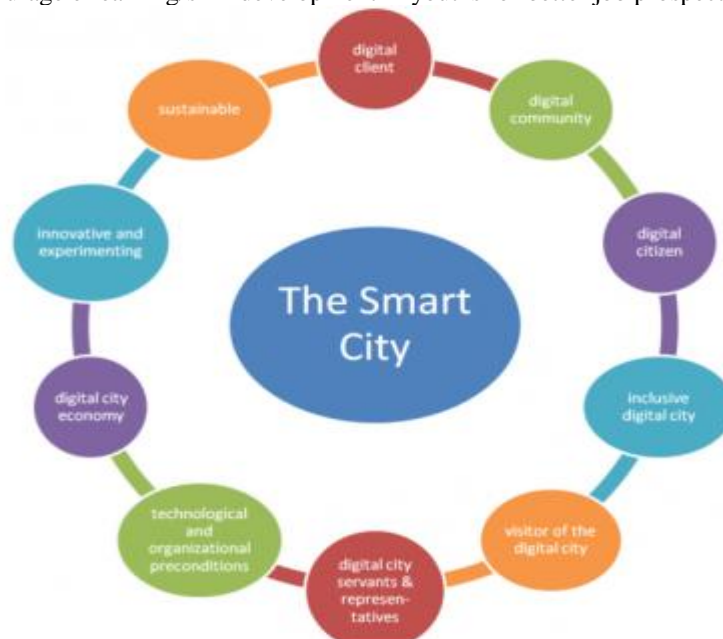 digital
client
digital
community
digital
citizen
inclusive
digital city
visitor of the
digital city
digital city
servants &
represen-
tatives
technological
and
organizational
preconditions
digital city
economy
innovative and
experimenting
sustainable
The Smart
City